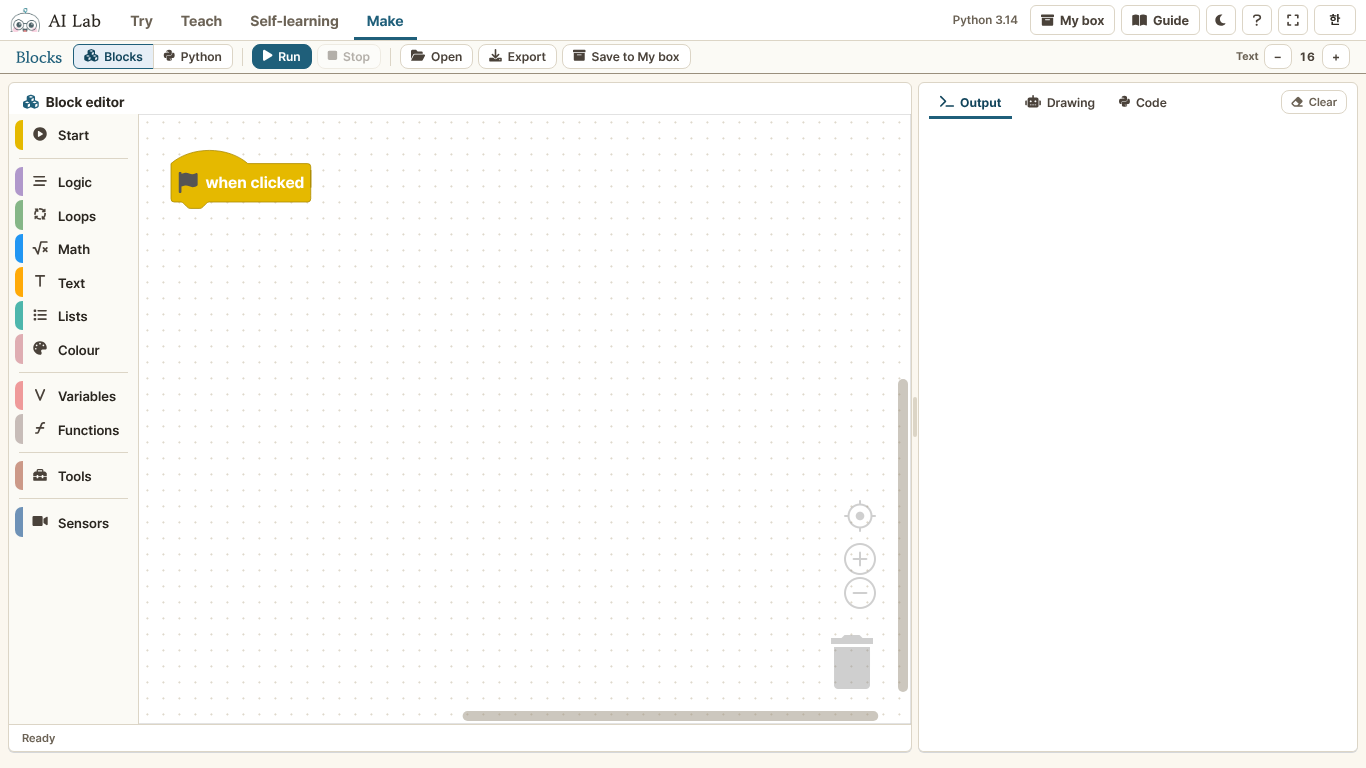 AI Lab Try Teach Self-learning Make Python 3.14 My box Guide ? 한
Blocks Blocks Python Run Stop Open Export Save to My box Text − 16 +
Block editor
Output Drawing Code Clear
Start
when clicked
Logic
Loops
Math
Text
Lists
Colour
Variables
Functions
Tools
Sensors
Ready